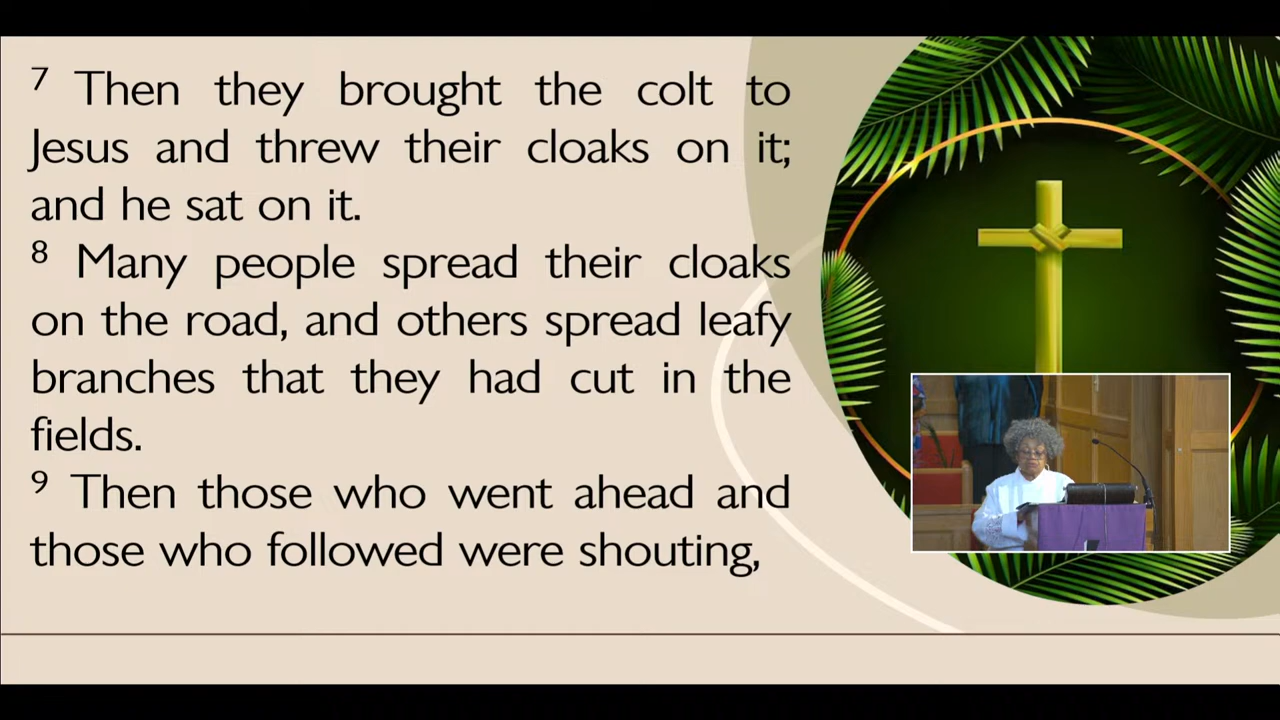 7 Then they brought the colt to
Jesus and threw their cloaks on it;
and he sat on it.
8 Many people spread their cloaks
on the road, and others spread leafy
branches that they had cut in the
fields.
9 Then those who went ahead and
those who followed were shouting,